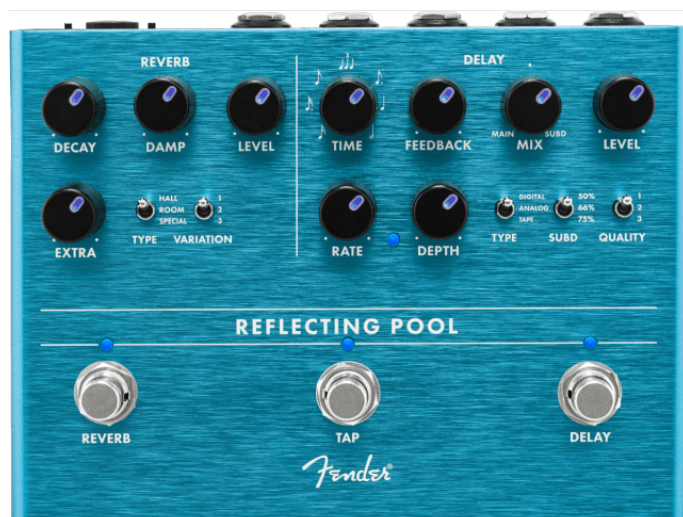 REVERB
DELAY
DECAY
DAMP
LEVEL
TIME
FEEDBACK
MAIN
SUBD
MIX
LEVEL
EXTRA
HALL
ROOM
SPECIAL
TYPE
1
2
3
VARIATION
RATE
DEPTH
DIGITAL
ANALOG
TAPE
TYPE
50%
66%
75%
SUBD
1
2
3
QUALITY
REFLECTING POOL
REVERB
TAP
DELAY
Fender